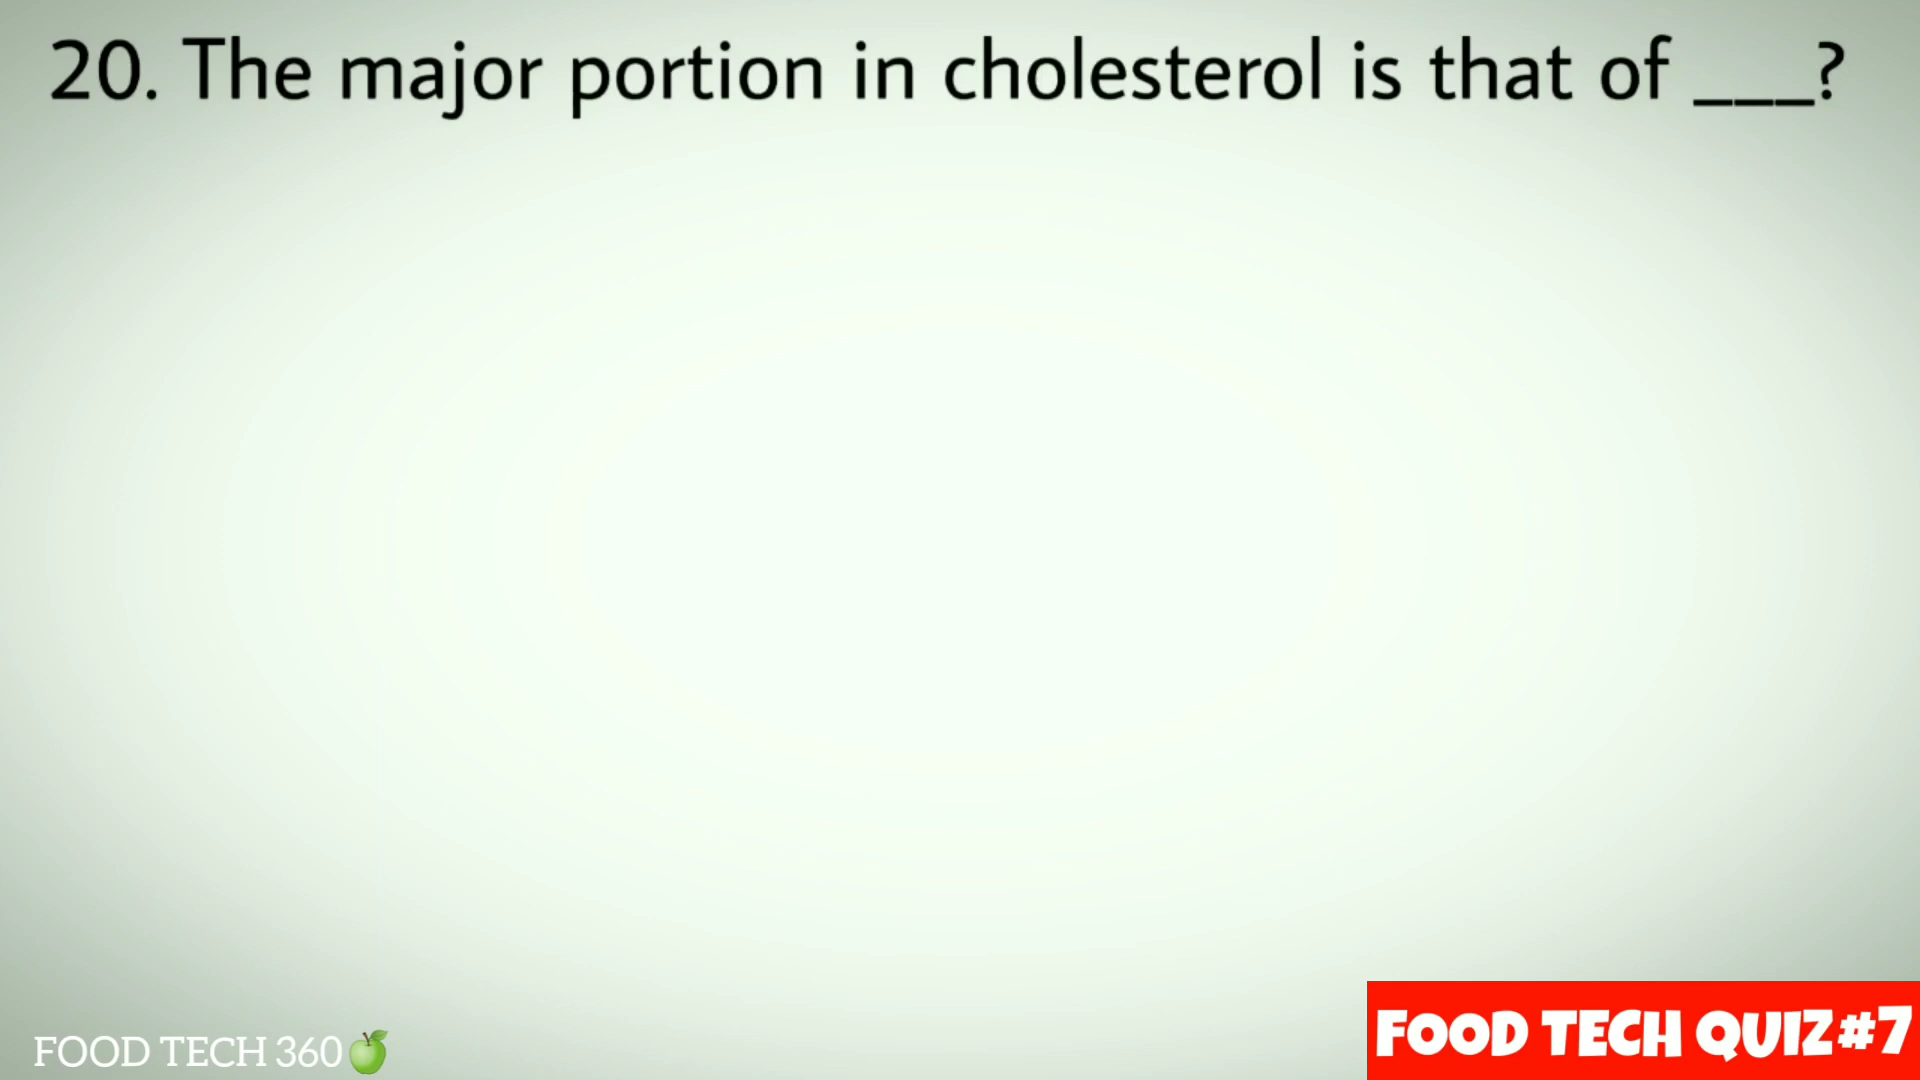 20. The major portion in cholesterol is that of ___?
FOOD TECH 360
FOOD TECH QUIZ#7